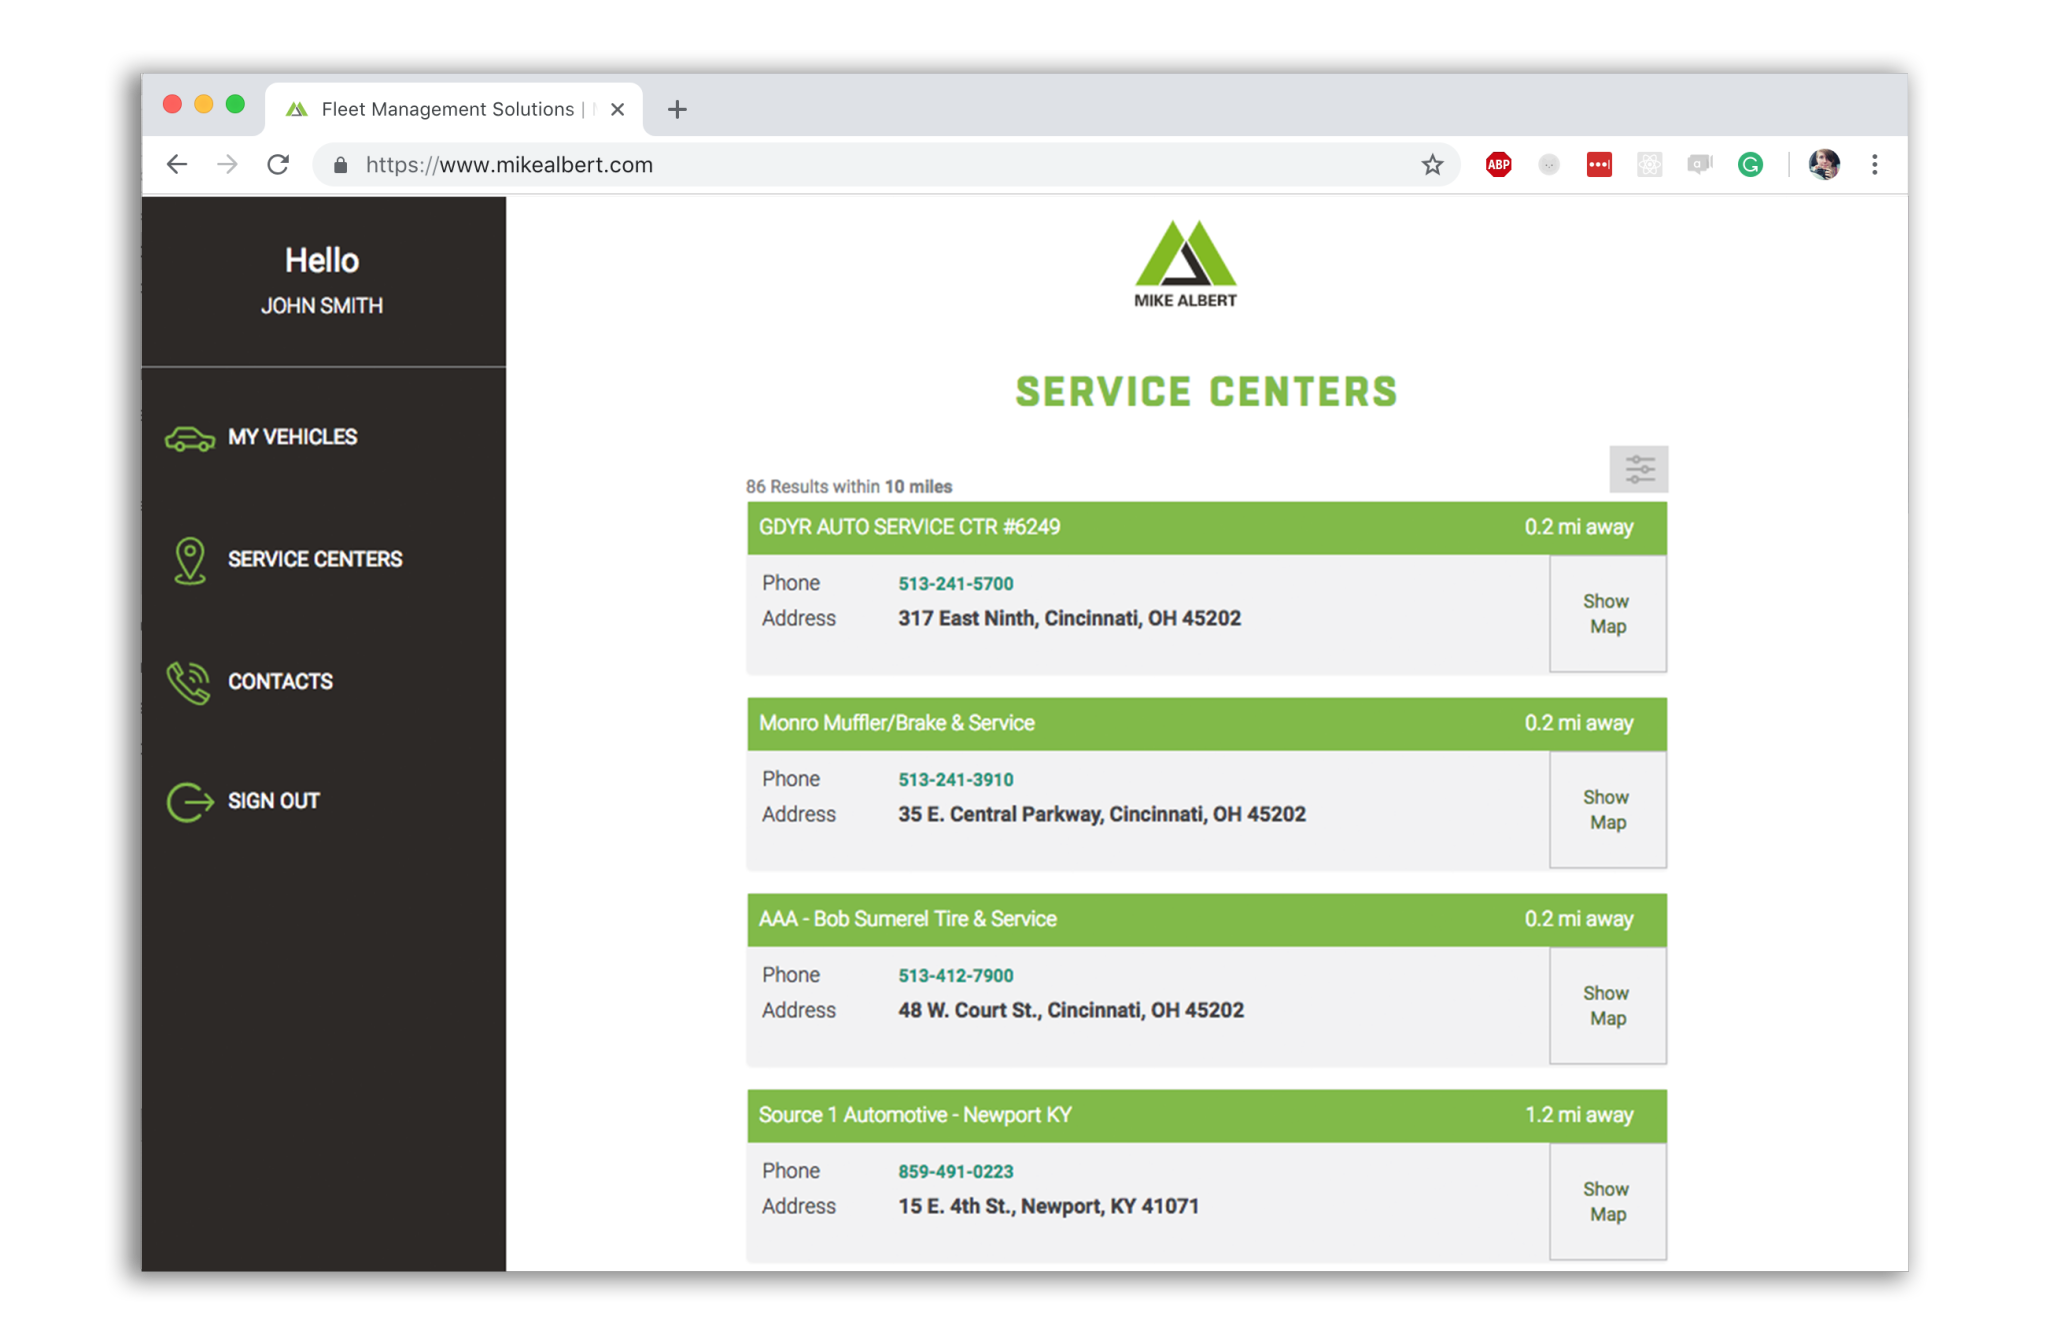 Fleet Management Solutions |
https://www.mikealbert.com
ABP
Hello
JOHN SMITH
MY VEHICLES
SERVICE CENTERS
CONTACTS
SIGN OUT
MIKE ALBERT
SERVICE CENTERS
86 Results within 10 miles
GDYR AUTO SERVICE CTR #6249 0.2 mi away
Phone 513-241-5700
Address 317 East Ninth, Cincinnati, OH 45202
Show
Map
Monro Muffler/Brake & Service 0.2 mi away
Phone 513-241-3910
Address 35 E. Central Parkway, Cincinnati, OH 45202
Show
Map
AAA - Bob Sumerel Tire & Service 0.2 mi away
Phone 513-412-7900
Address 48 W. Court St., Cincinnati, OH 45202
Show
Map
Source 1 Automotive - Newport KY 1.2 mi away
Phone 859-491-0223
Address 15 E. 4th St., Newport, KY 41071
Show
Map